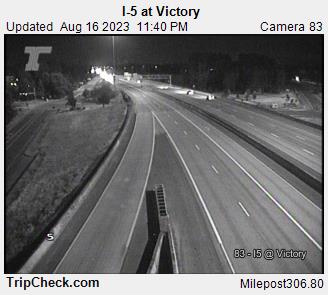 I-5 at Victory
Updated Aug 16 2023 11:40 PM Camera 83
T
S
83 - I5 @ Victory
TripCheck.com Milepost306.80